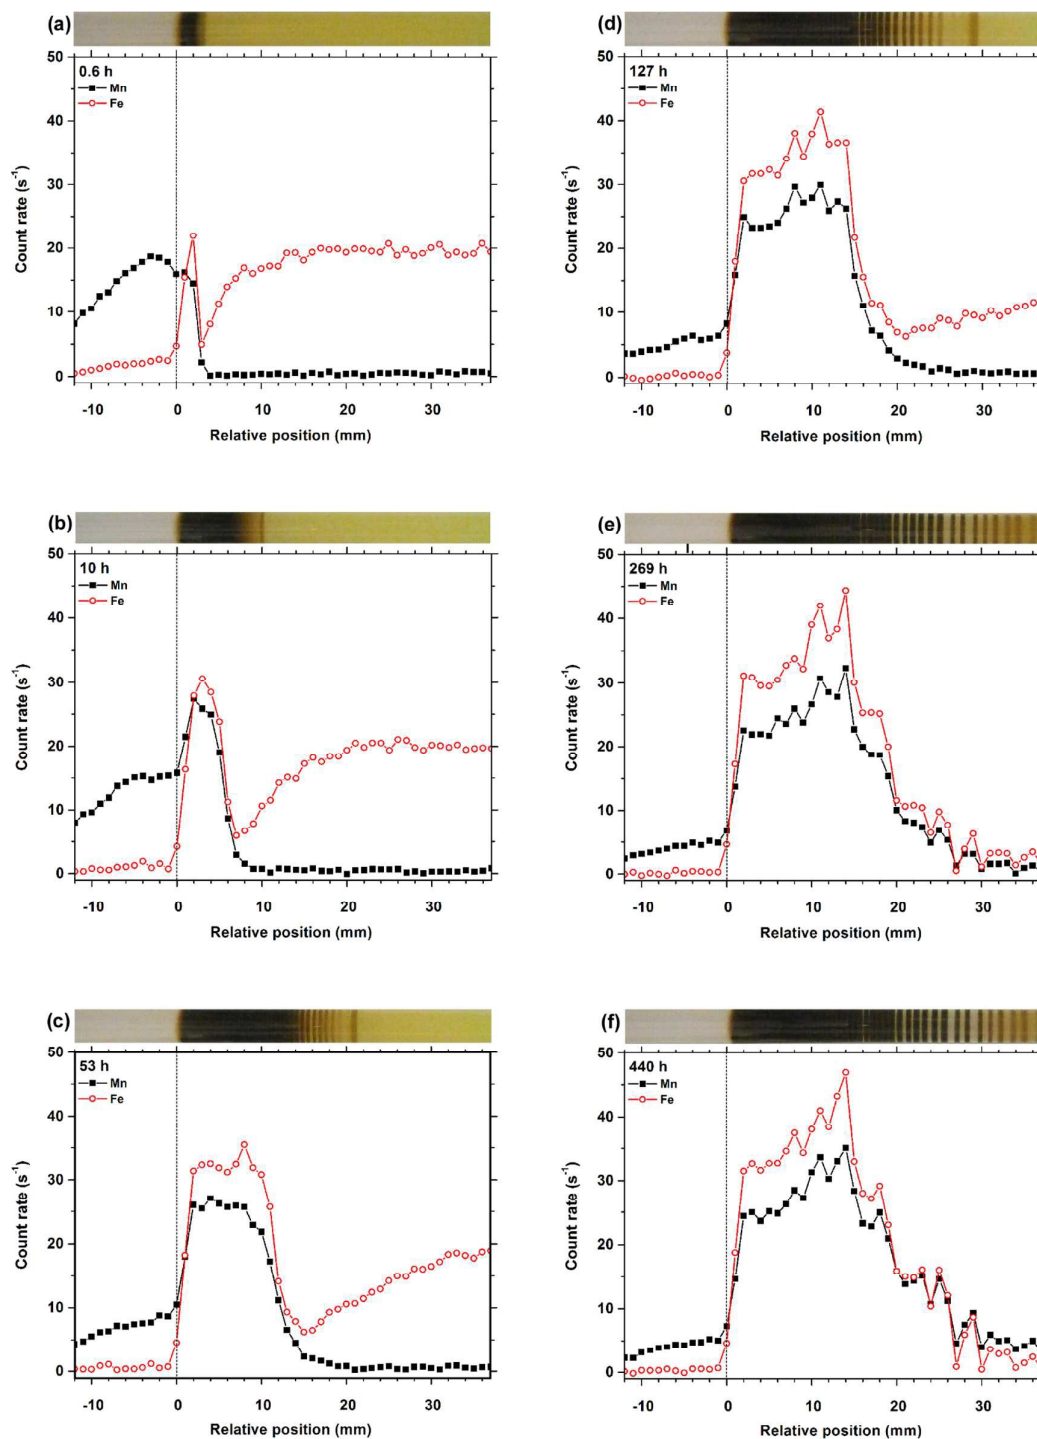 (a)
50
40
30
20
10
0
0.6 h
Mn
Fe
Count rate (s⁻¹)
-10 0 10 20 30
Relative position (mm)
(b)
50
40
30
20
10
0
10 h
Mn
Fe
Count rate (s⁻¹)
-10 0 10 20 30
Relative position (mm)
(c)
50
40
30
20
10
0
53 h
Mn
Fe
Count rate (s⁻¹)
-10 0 10 20 30
Relative position (mm)
(d)
50
40
30
20
10
0
127 h
Mn
Fe
Count rate (s⁻¹)
-10 0 10 20 30
Relative position (mm)
(e)
50
40
30
20
10
0
269 h
Mn
Fe
Count rate (s⁻¹)
-10 0 10 20 30
Relative position (mm)
(f)
50
40
30
20
10
0
440 h
Mn
Fe
Count rate (s⁻¹)
-10 0 10 20 30
Relative position (mm)